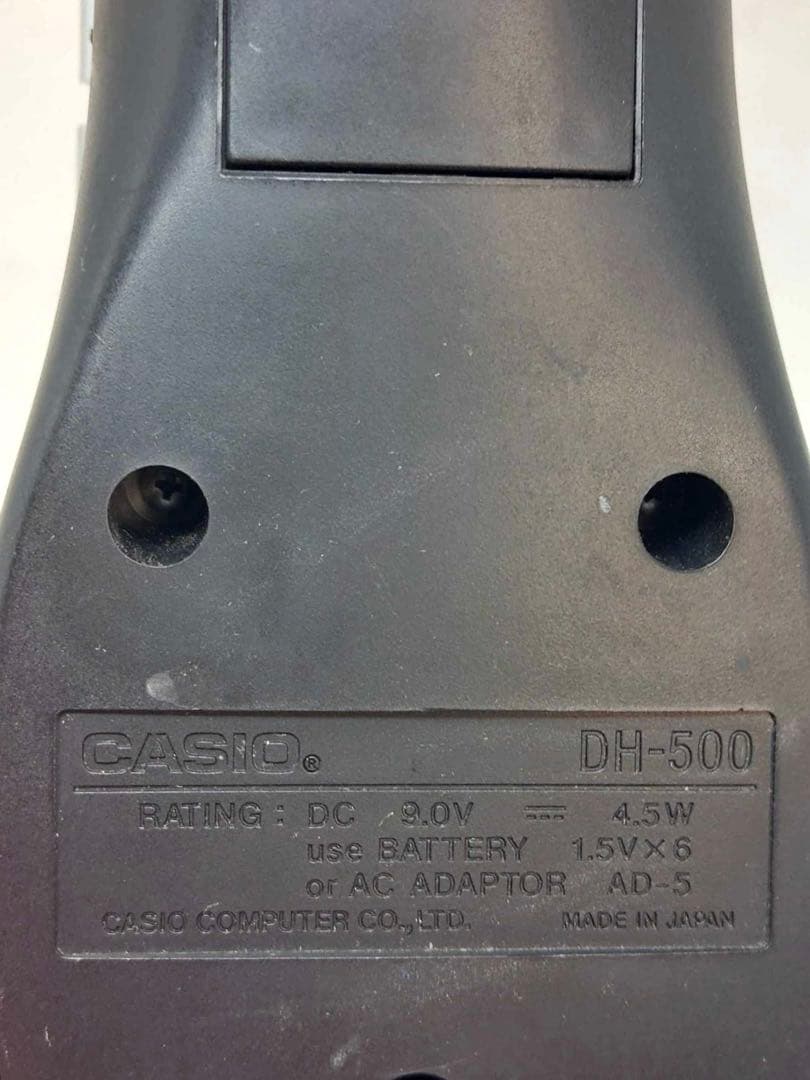 CASIO® DH-500
RATING : DC 9.0V ⎓ 4.5W
use BATTERY 1.5V×6
or AC ADAPTOR AD-5
CASIO COMPUTER CO.,LTD. MADE IN JAPAN